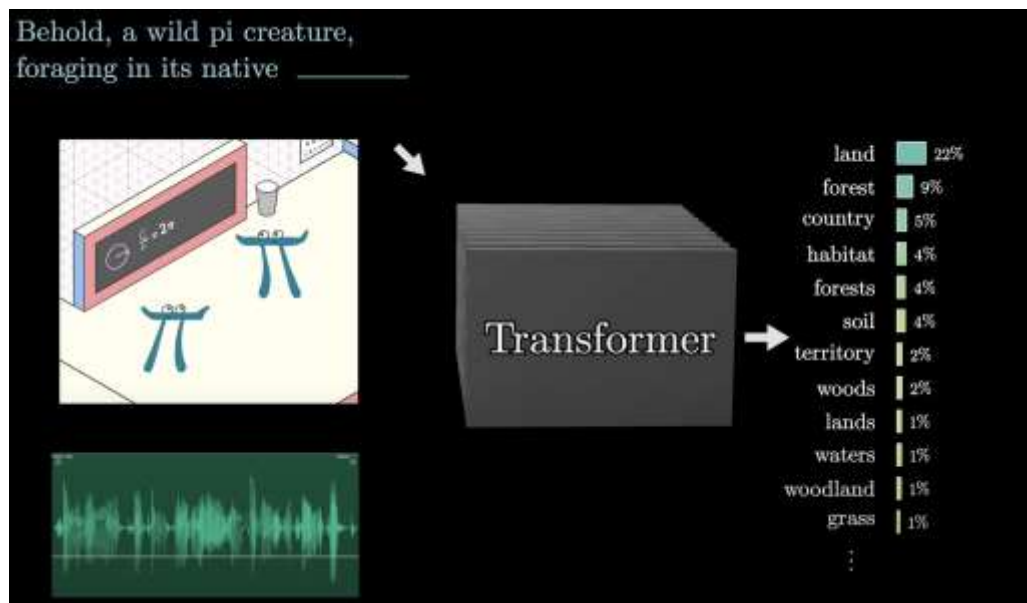 Behold, a wild pi creature,
foraging in its native
Transformer
land 22%
forest 9%
country 5%
habitat 4%
forests 4%
soil 4%
territory 2%
woods 2%
lands 1%
waters 1%
woodland 1%
grass 1%